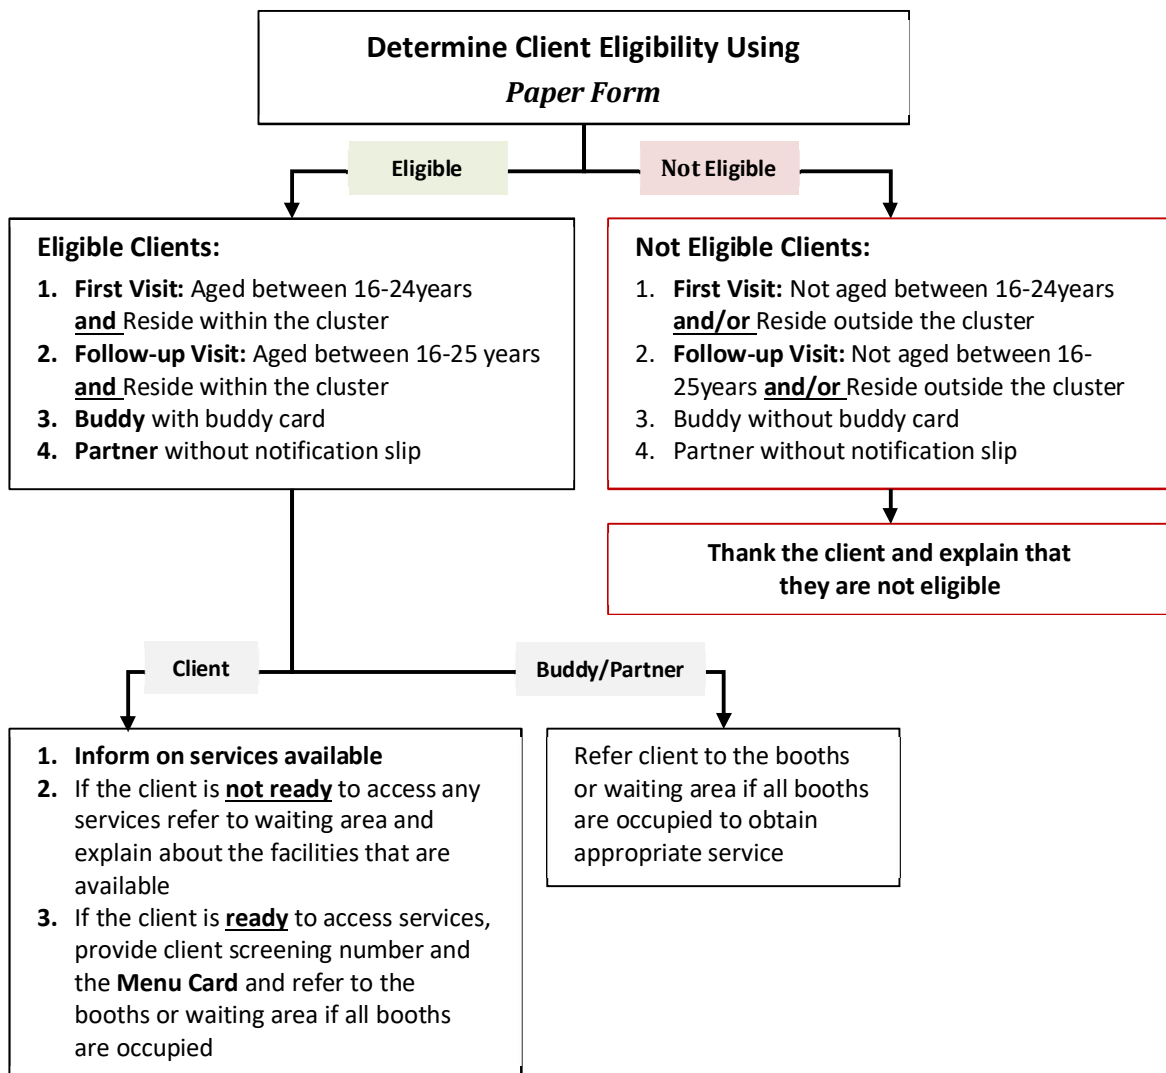 Determine Client Eligibility Using
Paper Form
Eligible
Not Eligible
Eligible Clients:
1. First Visit: Aged between 16-24years
and Reside within the cluster
2. Follow-up Visit: Aged between 16-25 years
and Reside within the cluster
3. Buddy with buddy card
4. Partner without notification slip
Not Eligible Clients:
1. First Visit: Not aged between 16-24years
and/or Reside outside the cluster
2. Follow-up Visit: Not aged between 16-
25years and/or Reside outside the cluster
3. Buddy without buddy card
4. Partner without notification slip
Thank the client and explain that
they are not eligible
Client
Buddy/Partner
1. Inform on services available
2. If the client is not ready to access any
services refer to waiting area and
explain about the facilities that are
available
3. If the client is ready to access services,
provide client screening number and
the Menu Card and refer to the
booths or waiting area if all booths
are occupied
Refer client to the booths
or waiting area if all booths
are occupied to obtain
appropriate service